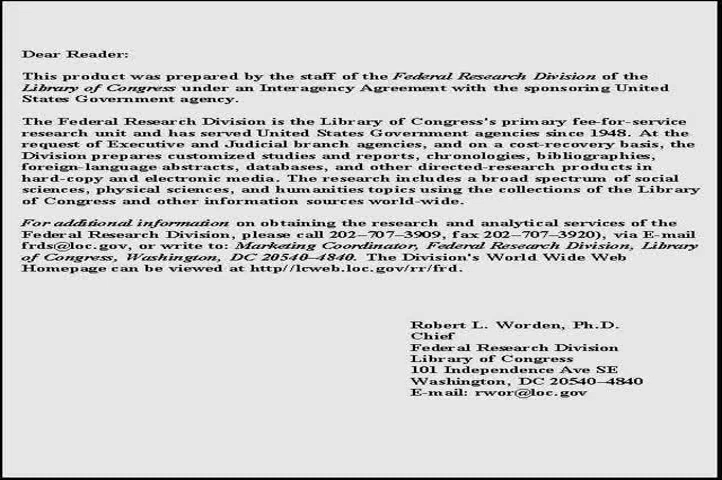 Dear Reader:
This product was prepared by the staff of the Federal Research Division of the
Library of Congress under an Interagency Agreement with the sponsoring United
States Government agency.
The Federal Research Division is the Library of Congress's primary fee-for-service
research unit and has served United States Government agencies since 1948. At the
request of Executive and Judicial branch agencies, and on a cost-recovery basis, the
Division prepares customized studies and reports, chronologies, bibliographies,
foreign-language abstracts, databases, and other directed-research products in
hard-copy and electronic media. The research includes a broad spectrum of social
sciences, physical sciences, and humanities topics using the collections of the Library
of Congress and other information sources world-wide.
For additional information on obtaining the research and analytical services of the
Federal Research Division, please call 202–707–3909, fax 202–707–3920), via E-mail
frds@loc.gov, or write to: Marketing Coordinator, Federal Research Division, Library
of Congress, Washington, DC 20540–4840. The Division's World Wide Web
Homepage can be viewed at http//lcweb.loc.gov/rr/frd.
Robert L. Worden, Ph.D.
Chief
Federal Research Division
Library of Congress
101 Independence Ave SE
Washington, DC 20540–4840
E-mail: rwor@loc.gov